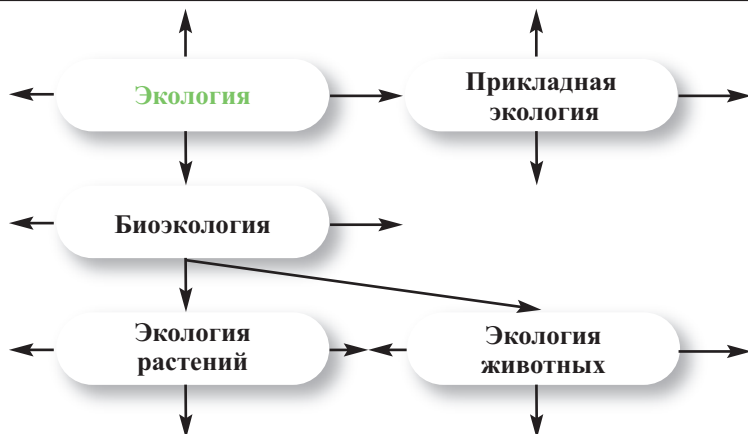 Экология
Прикладная
экология
Биоэкология
Экология
растений
Экология
животных